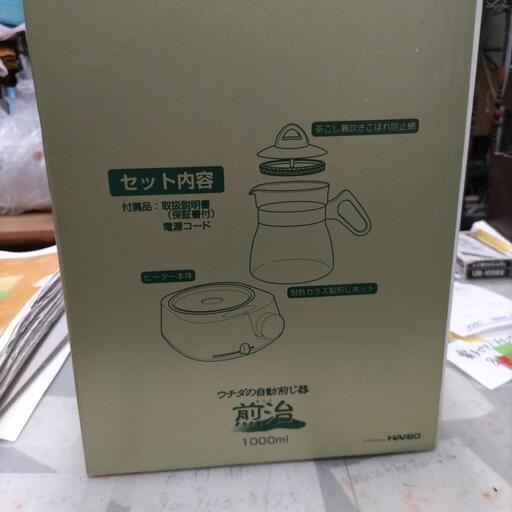 茶こし兼吹きこぼれ防止網
セット内容
付属品：取扱説明書
（保証書付）
電源コード
ヒーター本体
耐熱ガラス製煎じポット
ウチダの自動煎じ器
煎治
1000ml
HARIO